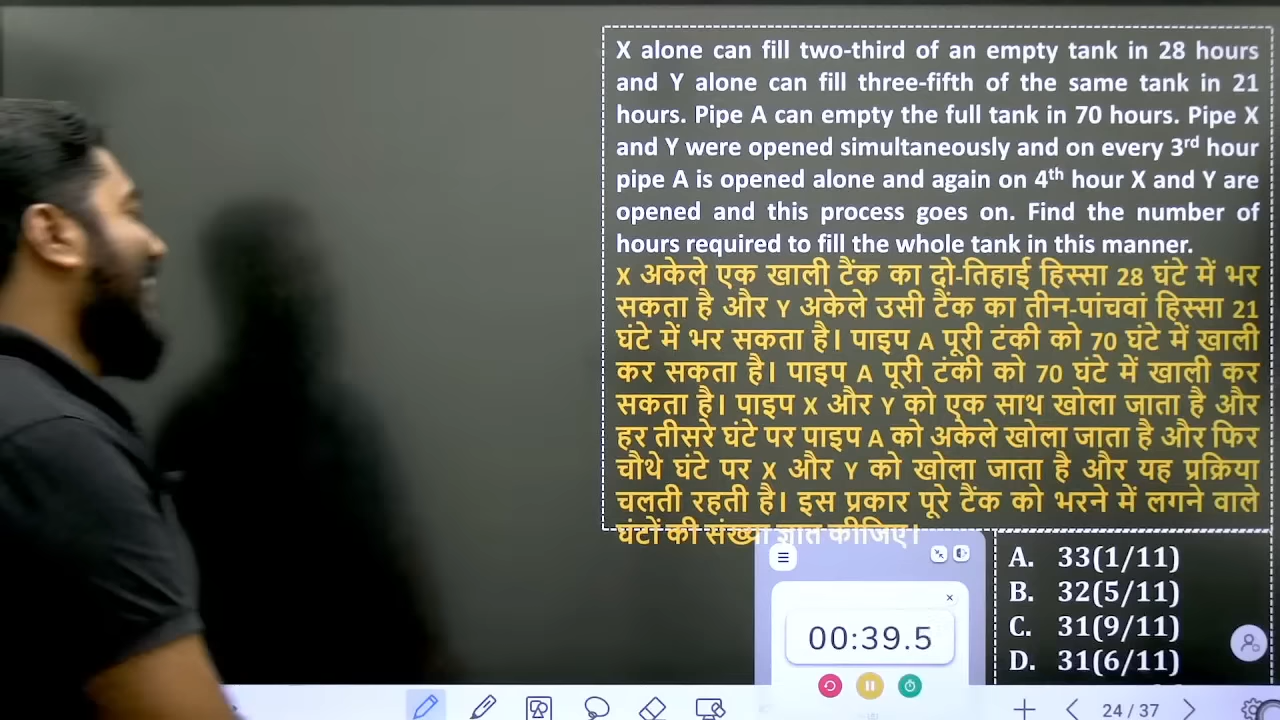 X alone can fill two-third of an empty tank in 28 hours
and Y alone can fill three-fifth of the same tank in 21
hours. Pipe A can empty the full tank in 70 hours. Pipe X
and Y were opened simultaneously and on every 3rd hour
pipe A is opened alone and again on 4th hour X and Y are
opened and this process goes on. Find the number of
hours required to fill the whole tank in this manner.
X अकेले एक खाली टैंक का दो-तिहाई हिस्सा 28 घंटे में भर
सकता है और Y अकेले उसी टैंक का तीन-पांचवां हिस्सा 21
घंटे में भर सकता है। पाइप A पूरी टंकी को 70 घंटे में खाली
कर सकता है। पाइप A पूरी टंकी को 70 घंटे में खाली कर
सकता है। पाइप X और Y को एक साथ खोला जाता है और
हर तीसरे घंटे पर पाइप A को अकेले खोला जाता है और फिर
चौथे घंटे पर X और Y को खोला जाता है और यह प्रक्रिया
चलती रहती है। इस प्रकार पूरे टैंक को भरने में लगने वाले
घंटों की संख्या ज्ञात कीजिए।
A. 33(1/11)
B. 32(5/11)
C. 31(9/11)
D. 31(6/11)
00:39.5
24 / 37